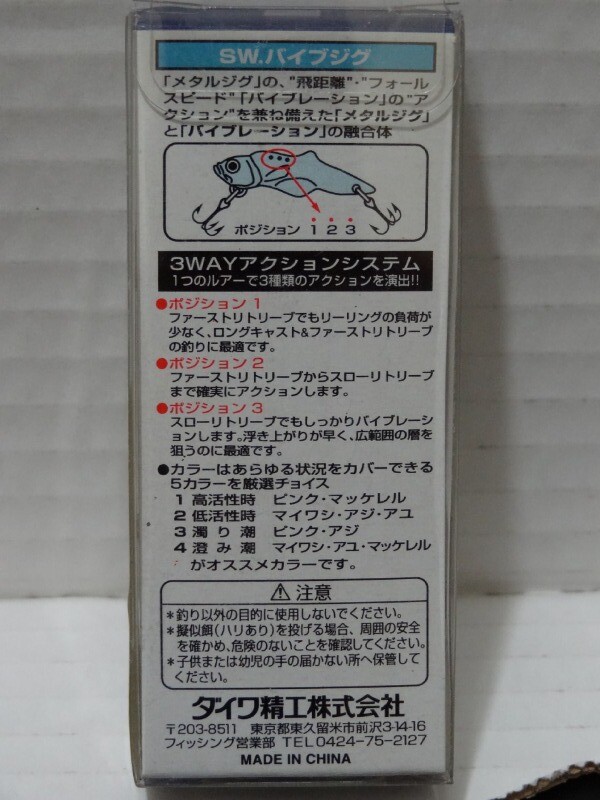 SW.バイブジグ
「メタルジグ」の、"飛距離"・"フォール
スピード"「バイブレーション」の"ア
クション"を兼ね備えた「メタルジグ」
と「バイブレーション」の融合体
ポジション 1 2 3
3WAYアクションシステム
1つのルアーで3種類のアクションを演出!!
●ポジション 1
ファーストリトリーブでもリーリングの負荷が
少なく、ロングキャスト&ファーストリトリーブ
の釣りに最適です。
●ポジション 2
ファーストリトリーブからスローリトリーブ
まで確実にアクションします。
●ポジション 3
スローリトリーブでもしっかりバイブレーシ
ョンします。浮き上がりが早く、広範囲の層を
狙うのに最適です。
●カラーはあらゆる状況をカバーできる
5カラーを厳選チョイス
1 高活性時 ピンク・マッケレル
2 低活性時 マイワシ・アジ・アユ
3 濁り潮 ピンク・アジ
4 澄み潮 マイワシ・アユ・マッケレル
がオススメカラーです。
⚠ 注意
*釣り以外の目的に使用しないでください。
*擬似餌(ハリあり)を投げる場合、周囲の安全
を確かめ、危険のないことを確認してください。
*子供または幼児の手の届かない所へ保管して
ください。
ダイワ精工株式会社
〒203-8511 東京都東久留米市前沢3-14-16
フィッシング営業部 TEL0424-75-2127
MADE IN CHINA